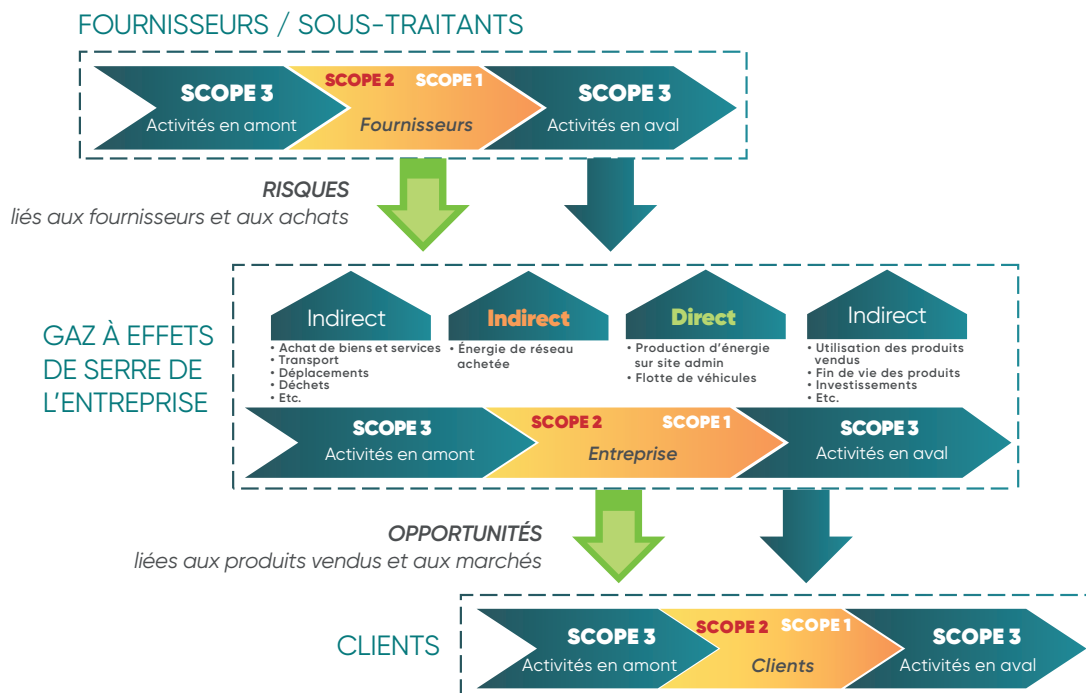 FOURNISSEURS / SOUS-TRAITANTS
SCOPE 3
Activités en amont
SCOPE 2
SCOPE 1
Fournisseurs
SCOPE 3
Activités en aval
RISQUES
liés aux fournisseurs et aux achats
GAZ À EFFETS
DE SERRE DE
L’ENTREPRISE
Indirect
• Achat de biens et services
• Transport
• Déplacements
• Déchets
• Etc.
Indirect
• Énergie de réseau
achetée
Direct
• Production d’énergie
sur site admin
• Flotte de véhicules
Indirect
• Utilisation des produits
vendus
• Fin de vie des produits
• Investissements
• Etc.
SCOPE 3
Activités en amont
SCOPE 2
SCOPE 1
Entreprise
SCOPE 3
Activités en aval
OPPORTUNITÉS
liées aux produits vendus et aux marchés
CLIENTS
SCOPE 3
Activités en amont
SCOPE 2
SCOPE 1
Clients
SCOPE 3
Activités en aval